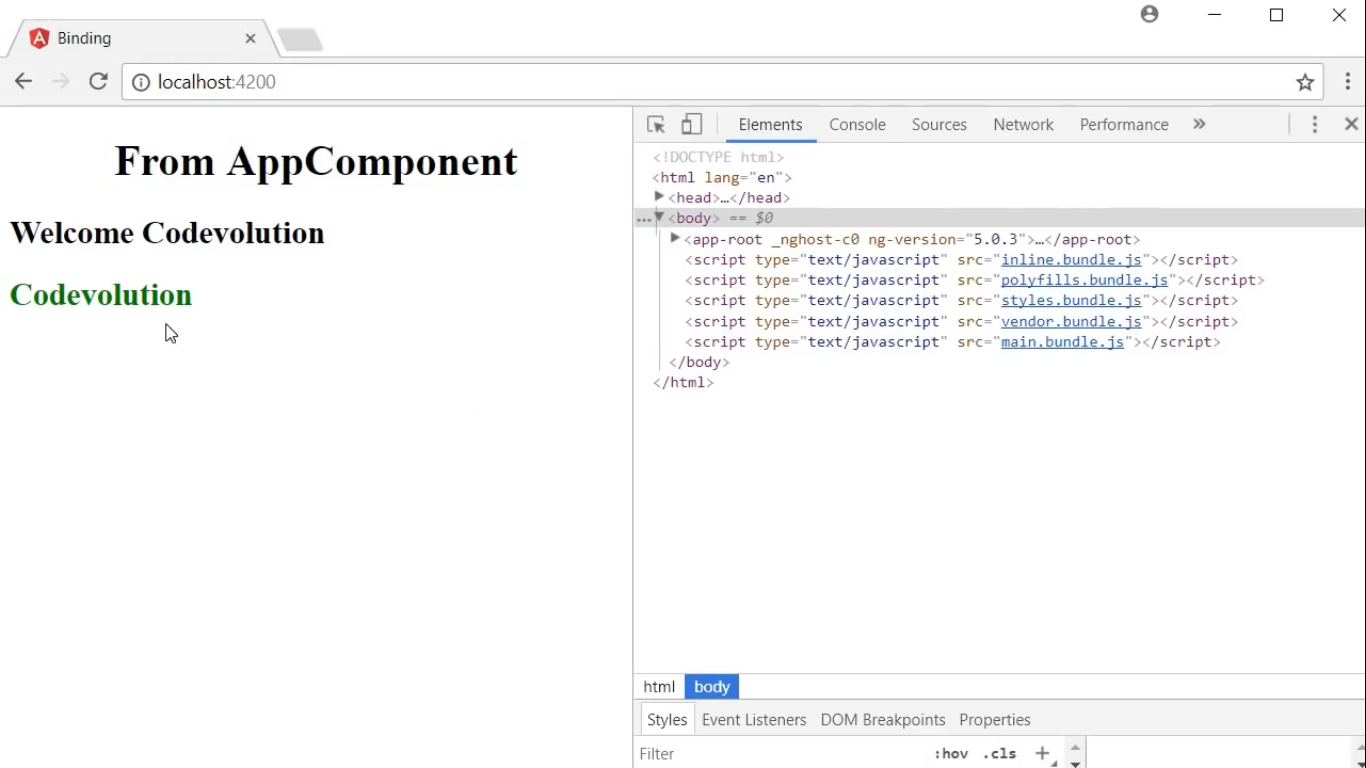 Binding
localhost:4200
From AppComponent
Welcome Codevolution
Codevolution
Elements Console Sources Network Performance »
<!DOCTYPE html>
<html lang="en">
<head>…</head>
<body> == $0
<app-root _nghost-c0 ng-version="5.0.3">…</app-root>
<script type="text/javascript" src="inline.bundle.js"></script>
<script type="text/javascript" src="polyfills.bundle.js"></script>
<script type="text/javascript" src="styles.bundle.js"></script>
<script type="text/javascript" src="vendor.bundle.js"></script>
<script type="text/javascript" src="main.bundle.js"></script>
</body>
</html>
html body
Styles Event Listeners DOM Breakpoints Properties
Filter :hov .cls +